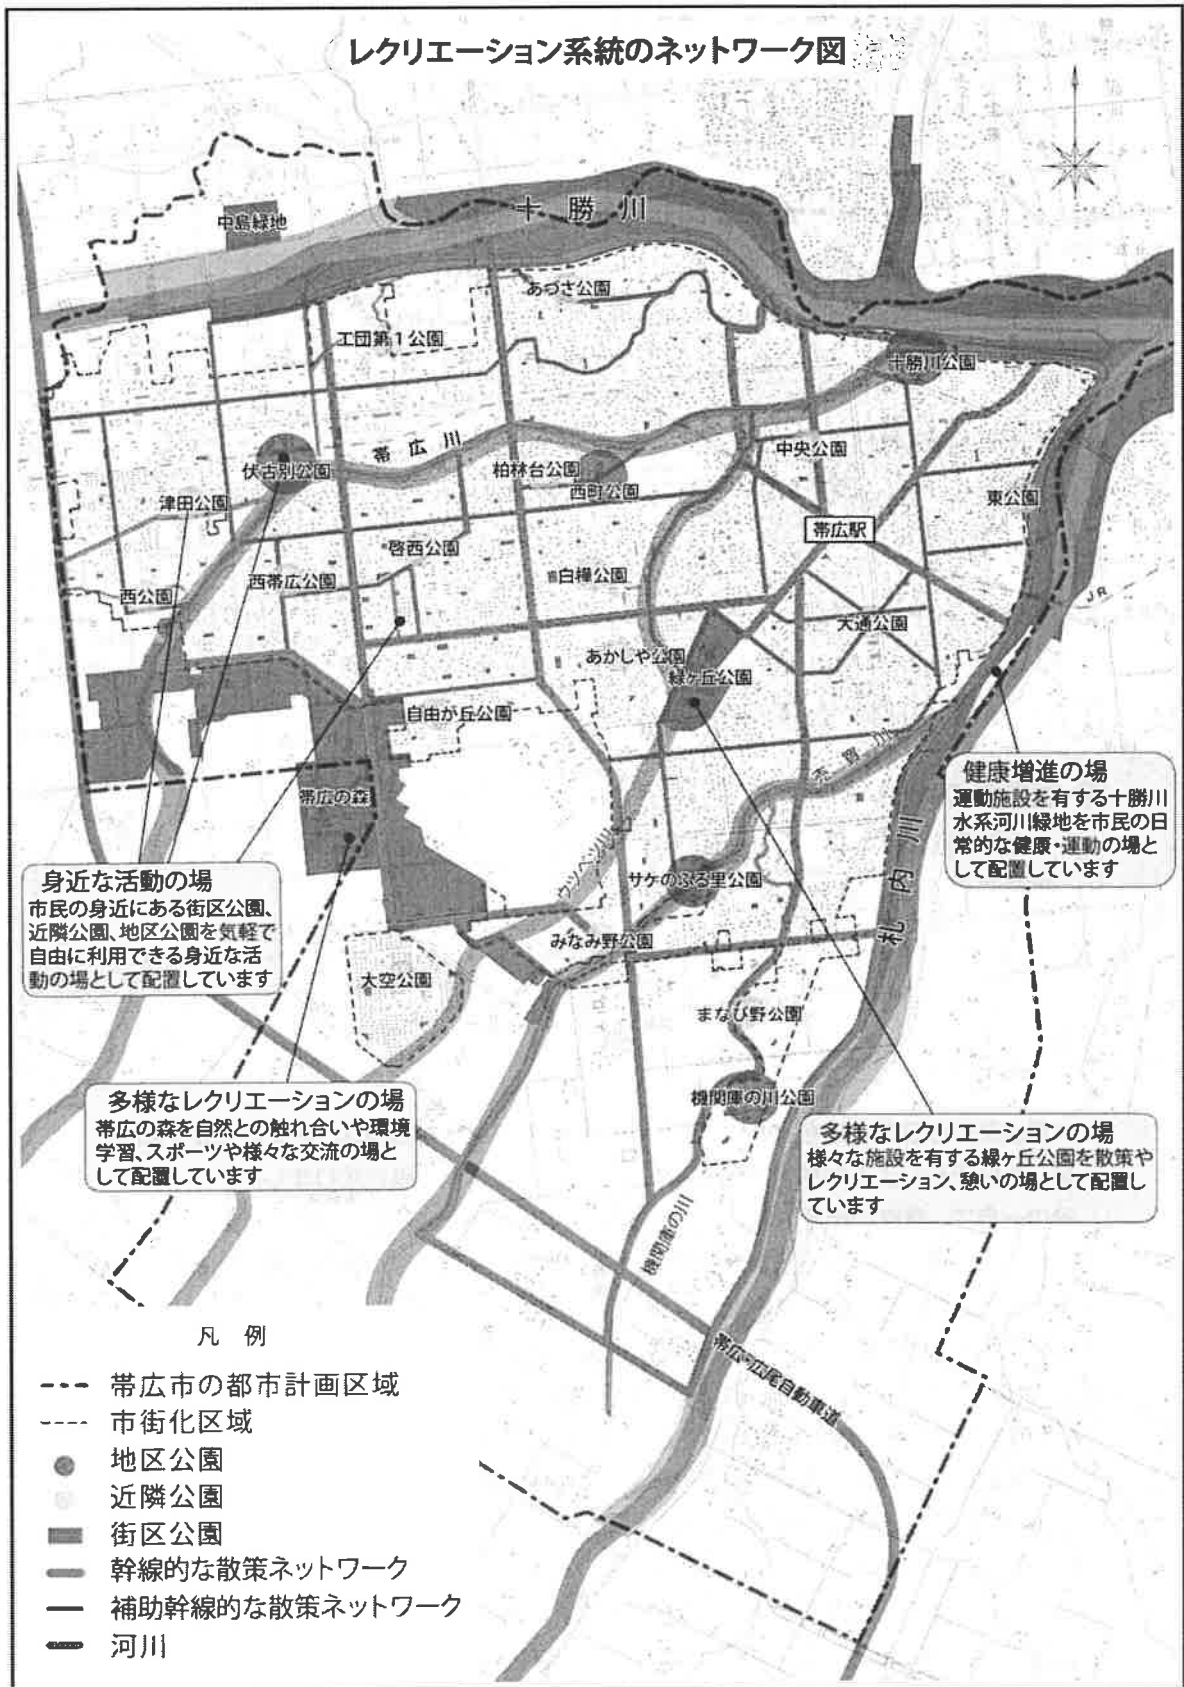 レクリエーション系統のネットワーク図
十勝川
中島緑地
あづさ公園
工団第1公園
十勝川公園
帯広川
中央公園
伏古別公園
柏林台公園
西町公園
津田公園
東公園
帯広駅
啓西公園
西帯広公園
白樺公園
西公園
JR
大通公園
あかしや公園
緑ヶ丘公園
自由が丘公園
売買川
健康増進の場
運動施設を有する十勝川
水系河川緑地を市民の日
常的な健康・運動の場と
して配置しています
帯広の森
身近な活動の場
市民の身近にある街区公園、
近隣公園、地区公園を気軽で
自由に利用できる身近な活
動の場として配置しています
ウツベツ川
サケのふる里公園
札内川
みなみ野公園
大空公園
まなび野公園
機関庫の川公園
多様なレクリエーションの場
帯広の森を自然との触れ合いや環境
学習、スポーツや様々な交流の場と
して配置しています
多様なレクリエーションの場
様々な施設を有する緑ヶ丘公園を散策や
レクリエーション、憩いの場として配置し
ています
機関庫の川
帯広・広尾自動車道
凡例
帯広市の都市計画区域
市街化区域
地区公園
近隣公園
街区公園
幹線的な散策ネットワーク
補助幹線的な散策ネットワーク
河川